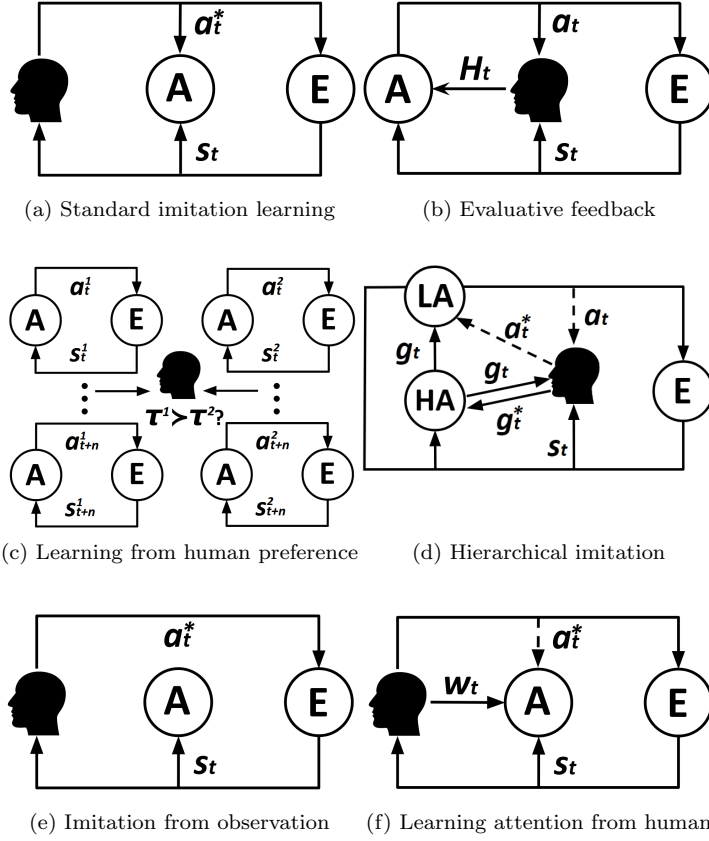 a*t
A
E
st
(a) Standard imitation learning
at
A
Ht
E
st
(b) Evaluative feedback
a1t
A
E
s1t
a2t
A
E
s2t
τ1≻τ2?
a1t+n
A
E
s1t+n
a2t+n
A
E
s2t+n
(c) Learning from human preference
LA
a*t
at
gt
gt
HA
g*t
E
st
(d) Hierarchical imitation
a*t
A
E
st
(e) Imitation from observation
a*t
wt
A
E
st
(f) Learning attention from human